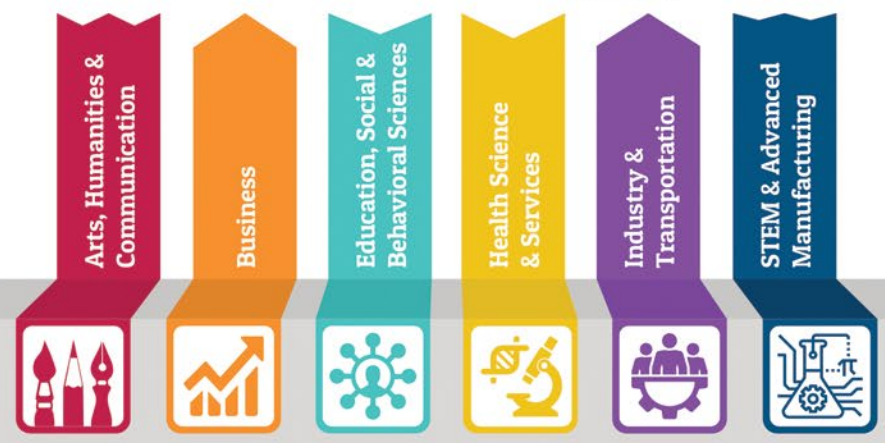 Arts, Humanities &
Communication
Business
Education, Social &
Behavioral Sciences
Health Science
& Services
Industry &
Transportation
STEM & Advanced
Manufacturing
π